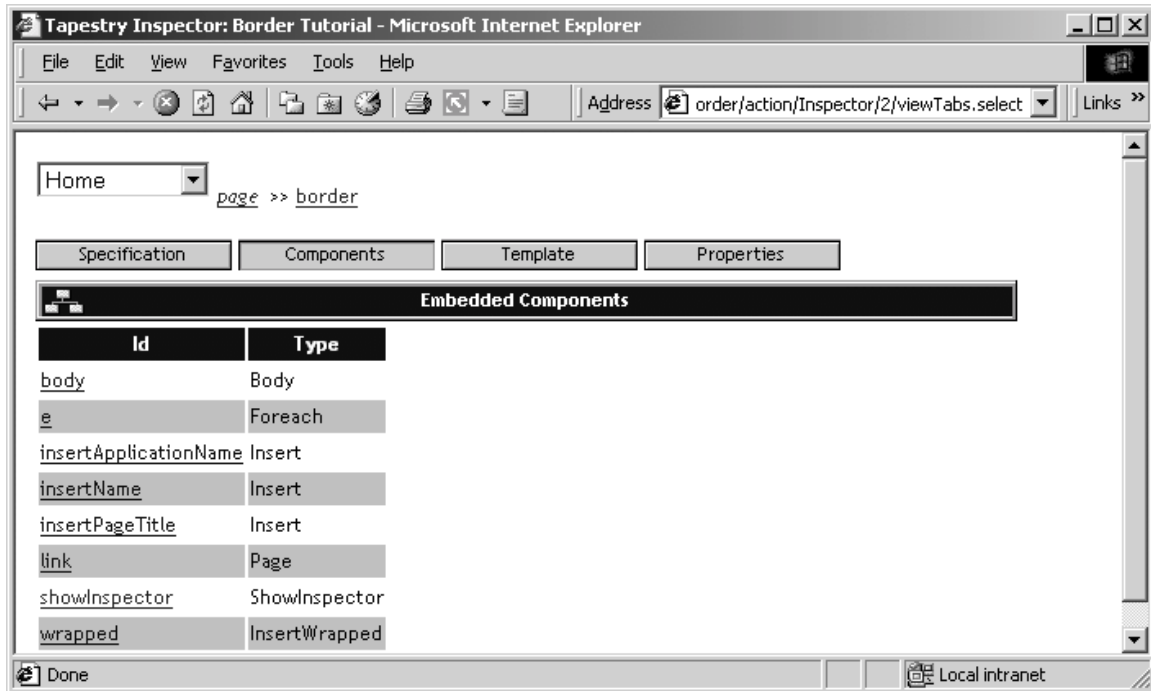 Tapestry Inspector: Border Tutorial - Microsoft Internet Explorer
File Edit View Favorites Tools Help
Address order/action/Inspector/2/viewTabs.select Links »
Home page >> border
Specification Components Template Properties
Embedded Components
Id Type
body Body
e Foreach
insertApplicationName Insert
insertName Insert
insertPageTitle Insert
link Page
showInspector ShowInspector
wrapped InsertWrapped
Done Local intranet